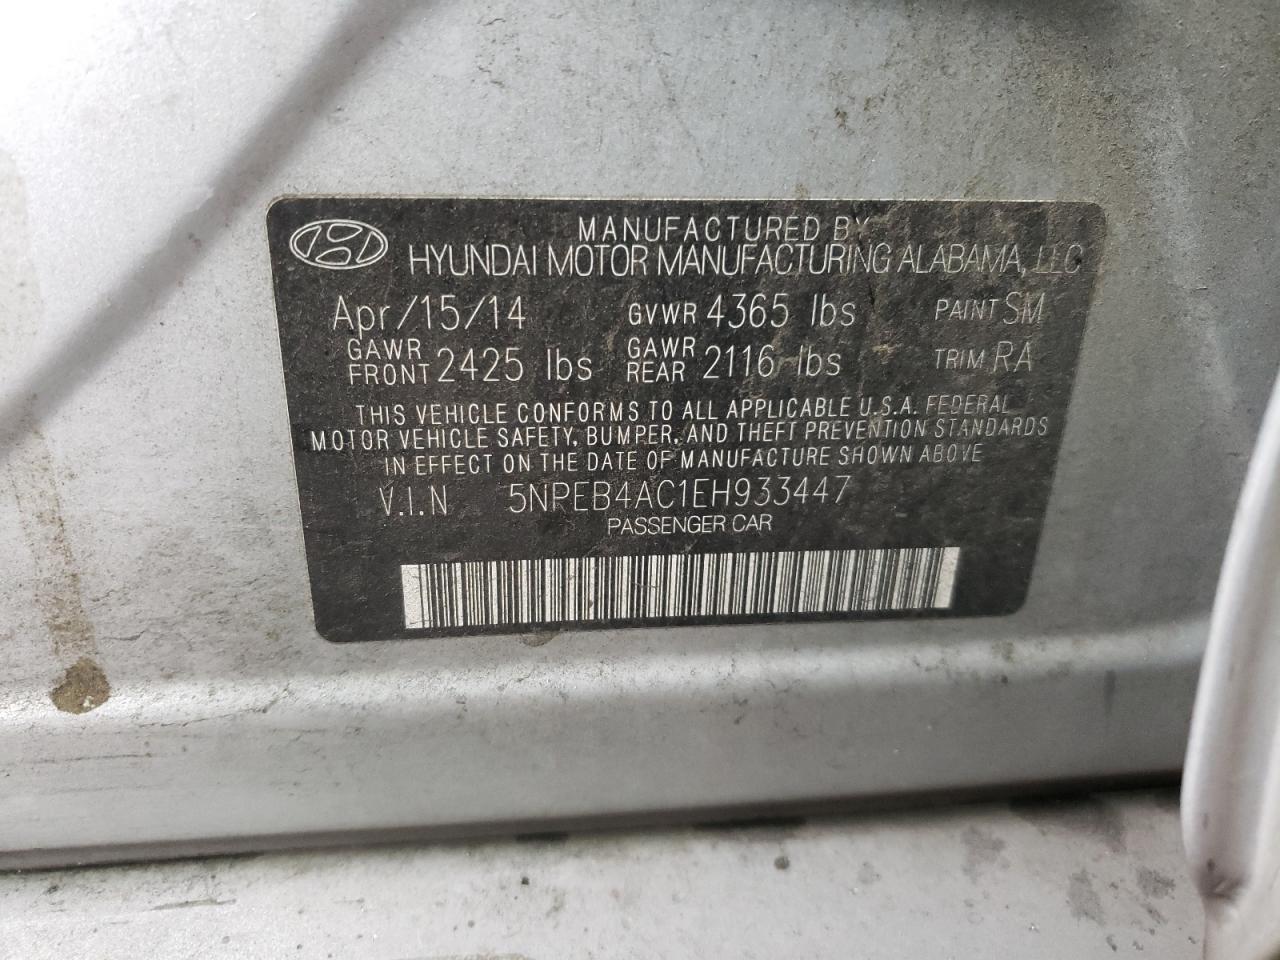 MANUFACTURED BY
HYUNDAI MOTOR MANUFACTURING ALABAMA, LLC
Apr/15/14 GVWR 4365 lbs PAINT SM
GAWR FRONT 2425 lbs GAWR REAR 2116 lbs TRIM RA
THIS VEHICLE CONFORMS TO ALL APPLICABLE U.S.A. FEDERAL
MOTOR VEHICLE SAFETY, BUMPER, AND THEFT PREVENTION STANDARDS
IN EFFECT ON THE DATE OF MANUFACTURE SHOWN ABOVE
V.I.N 5NPEB4AC1EH933447
PASSENGER CAR